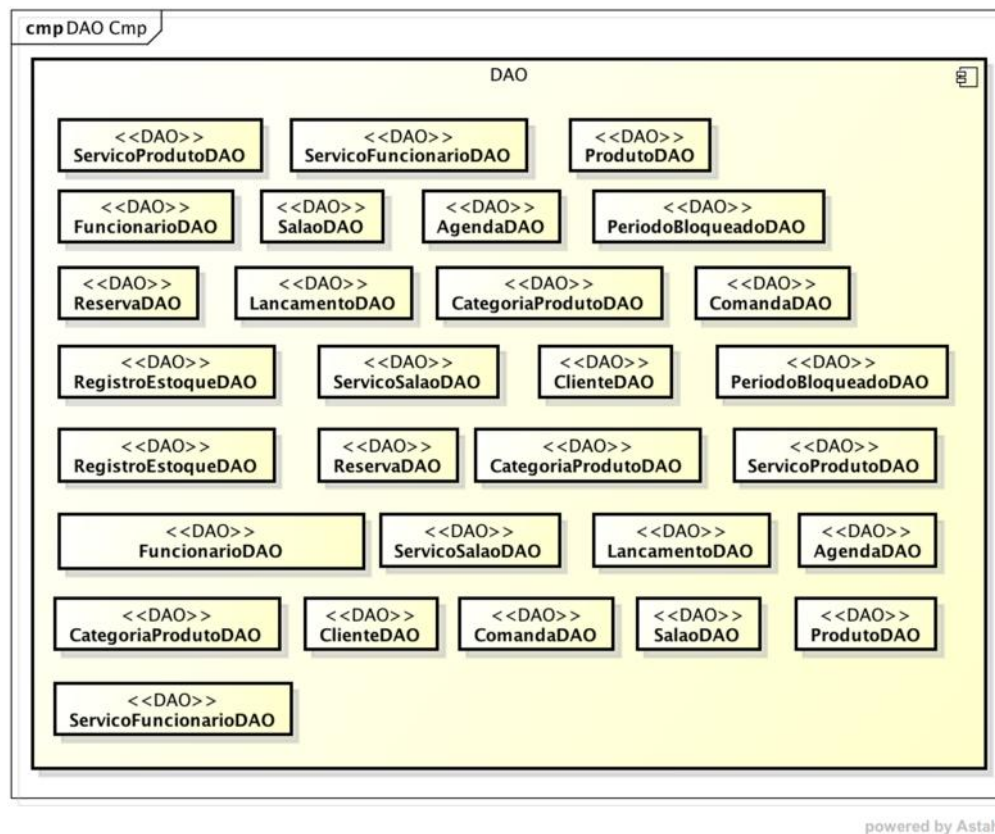 cmp DAO Cmp
DAO
<<DAO>> <<DAO>> <<DAO>>
ServicoProdutoDAO ServicoFuncionarioDAO ProdutoDAO
<<DAO>> <<DAO>> <<DAO>> <<DAO>>
FuncionarioDAO SalaoDAO AgendaDAO PeriodoBloqueadoDAO
<<DAO>> <<DAO>> <<DAO>> <<DAO>>
ReservaDAO LancamentoDAO CategoriaProdutoDAO ComandaDAO
<<DAO>> <<DAO>> <<DAO>> <<DAO>>
RegistroEstoqueDAO ServicoSalaoDAO ClienteDAO PeriodoBloqueadoDAO
<<DAO>> <<DAO>> <<DAO>> <<DAO>>
RegistroEstoqueDAO ReservaDAO CategoriaProdutoDAO ServicoProdutoDAO
<<DAO>> <<DAO>> <<DAO>> <<DAO>>
FuncionarioDAO ServicoSalaoDAO LancamentoDAO AgendaDAO
<<DAO>> <<DAO>> <<DAO>> <<DAO>> <<DAO>>
CategoriaProdutoDAO ClienteDAO ComandaDAO SalaoDAO ProdutoDAO
<<DAO>>
ServicoFuncionarioDAO
powered by Astah